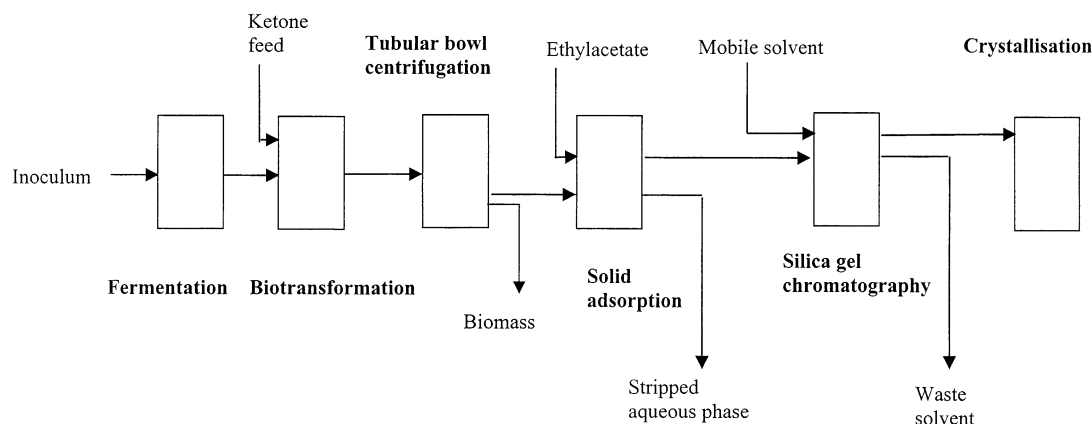 Ketone
feed
Tubular bowl
centrifugation
Ethylacetate
Mobile solvent
Crystallisation
Inoculum
Fermentation
Biotransformation
Biomass
Solid
adsorption
Silica gel
chromatography
Stripped
aqueous phase
Waste
solvent